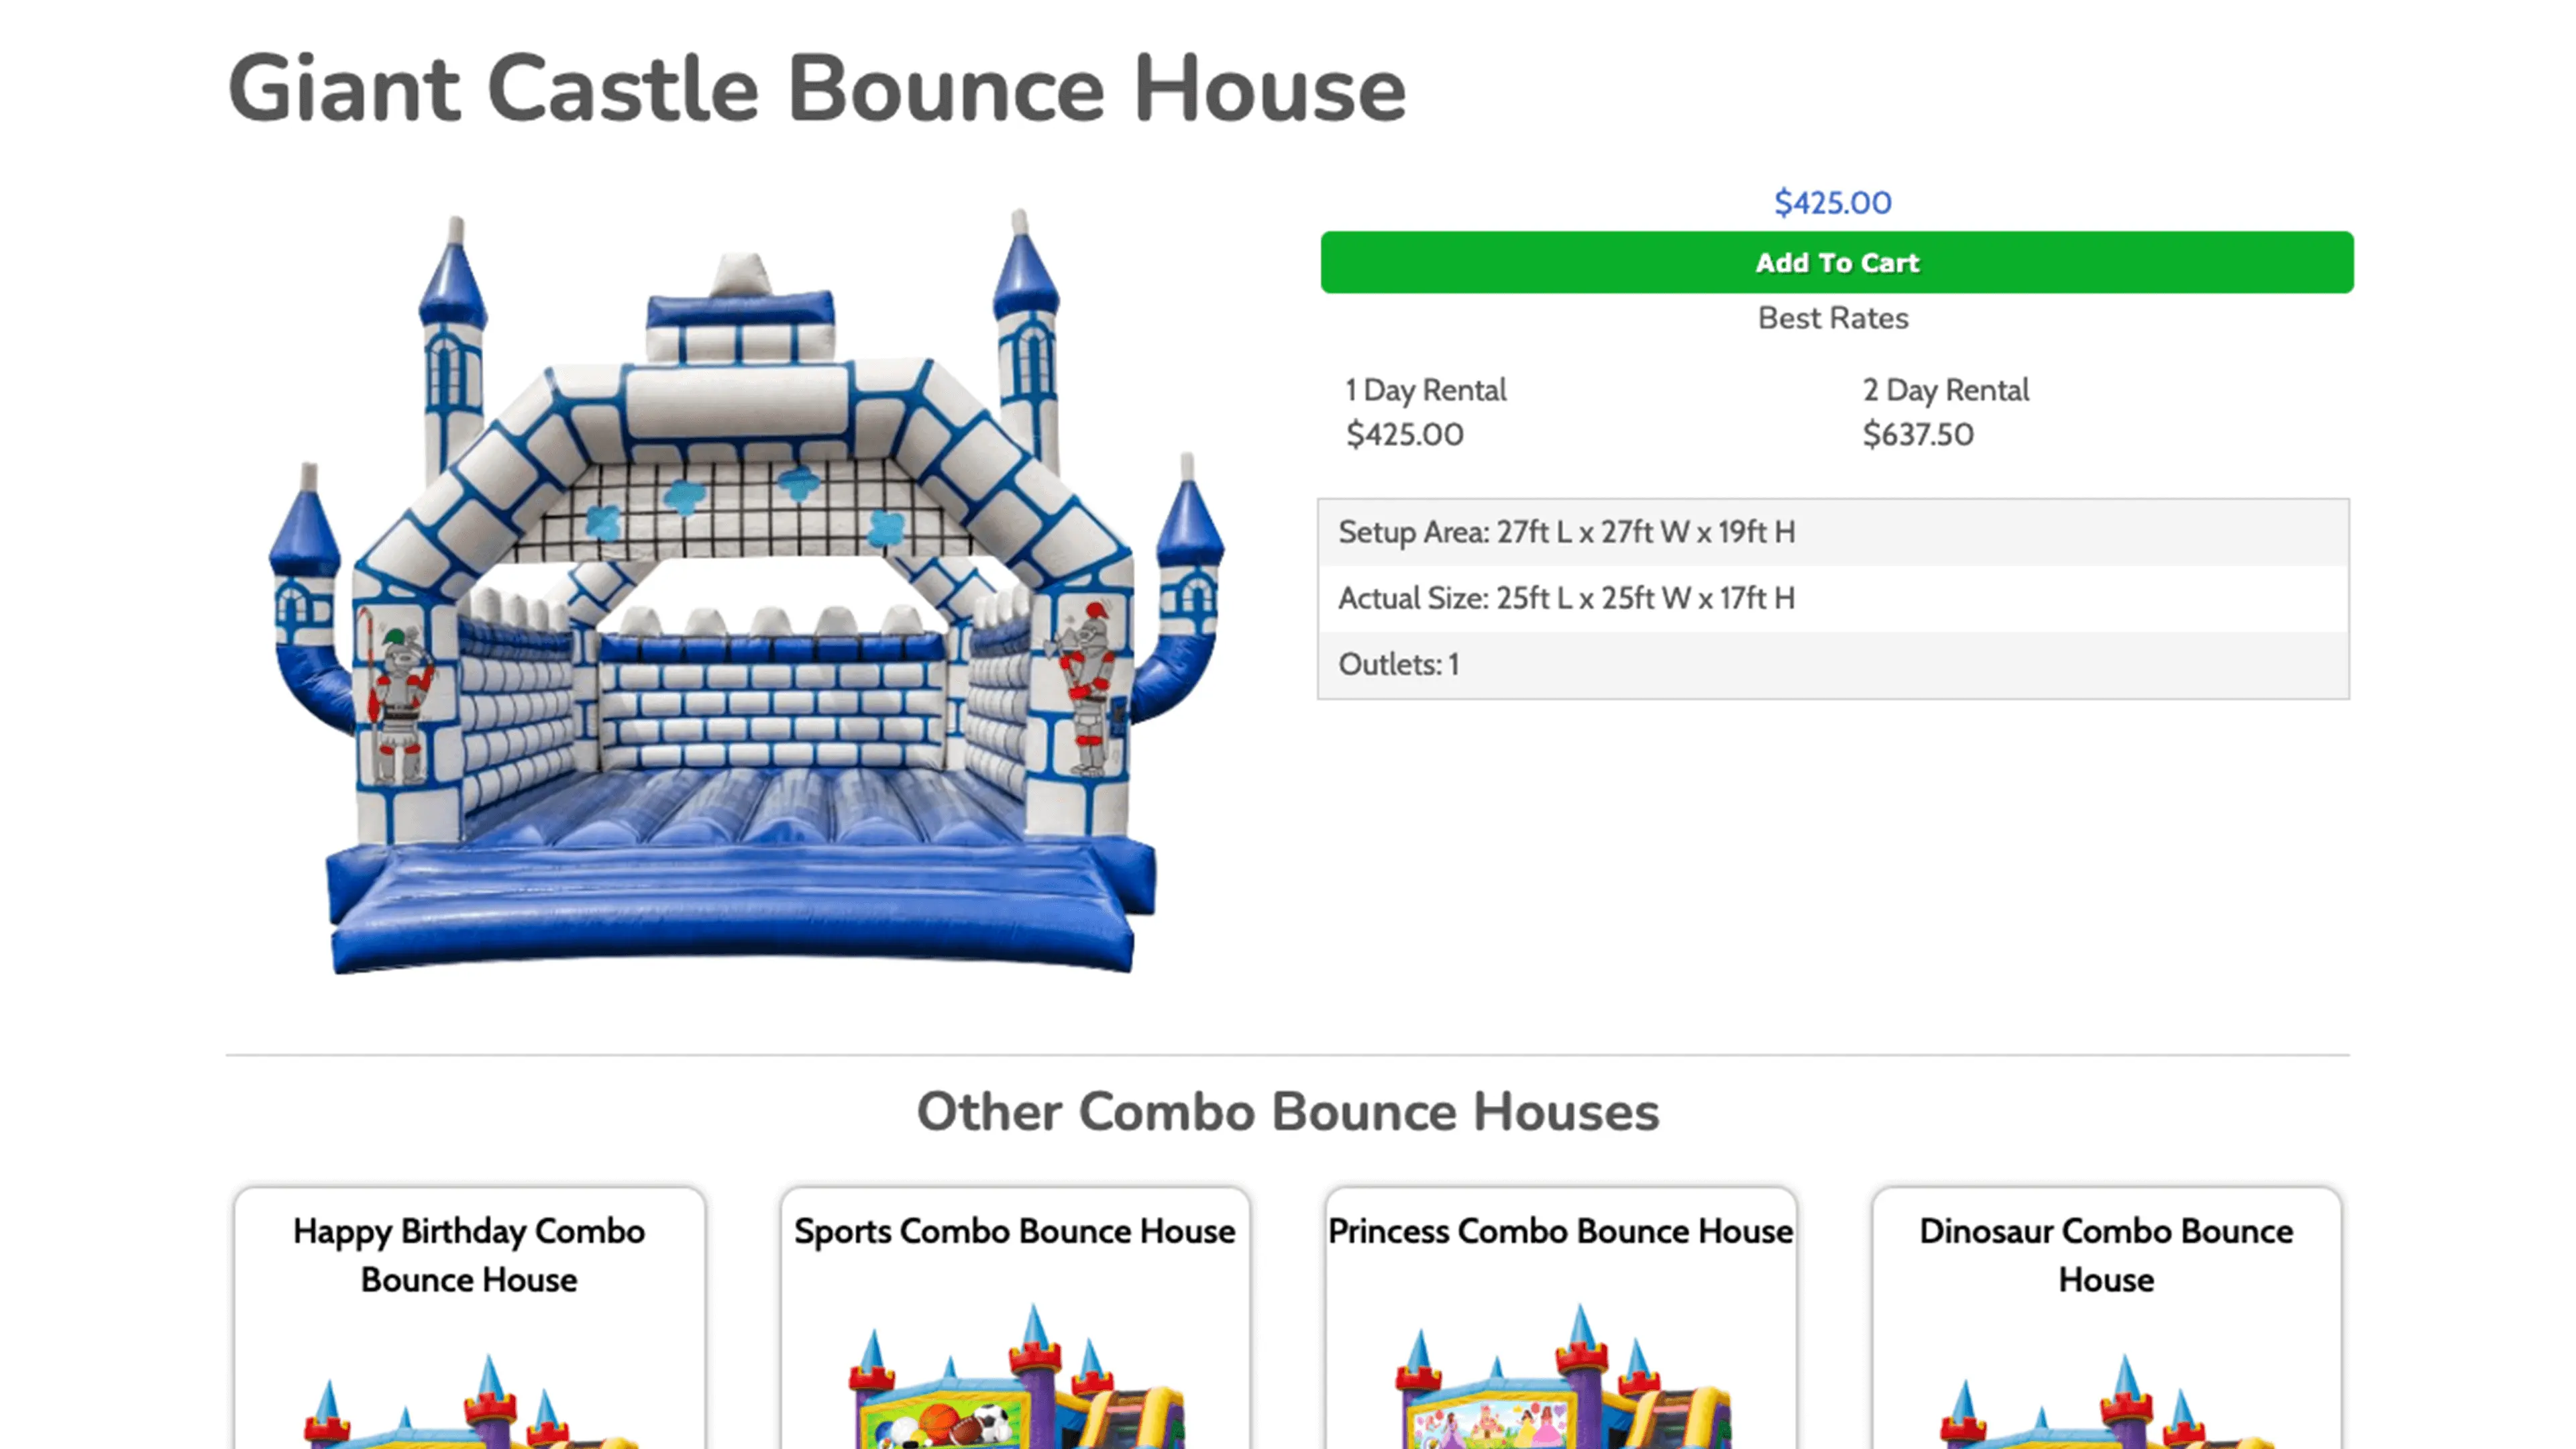 Giant Castle Bounce House
$425.00
Add To Cart
Best Rates
1 Day Rental
$425.00
2 Day Rental
$637.50
Setup Area: 27ft L x 27ft W x 19ft H
Actual Size: 25ft L x 25ft W x 17ft H
Outlets: 1
Other Combo Bounce Houses
Happy Birthday Combo
Bounce House
Sports Combo Bounce House
Princess Combo Bounce House
Dinosaur Combo Bounce
House